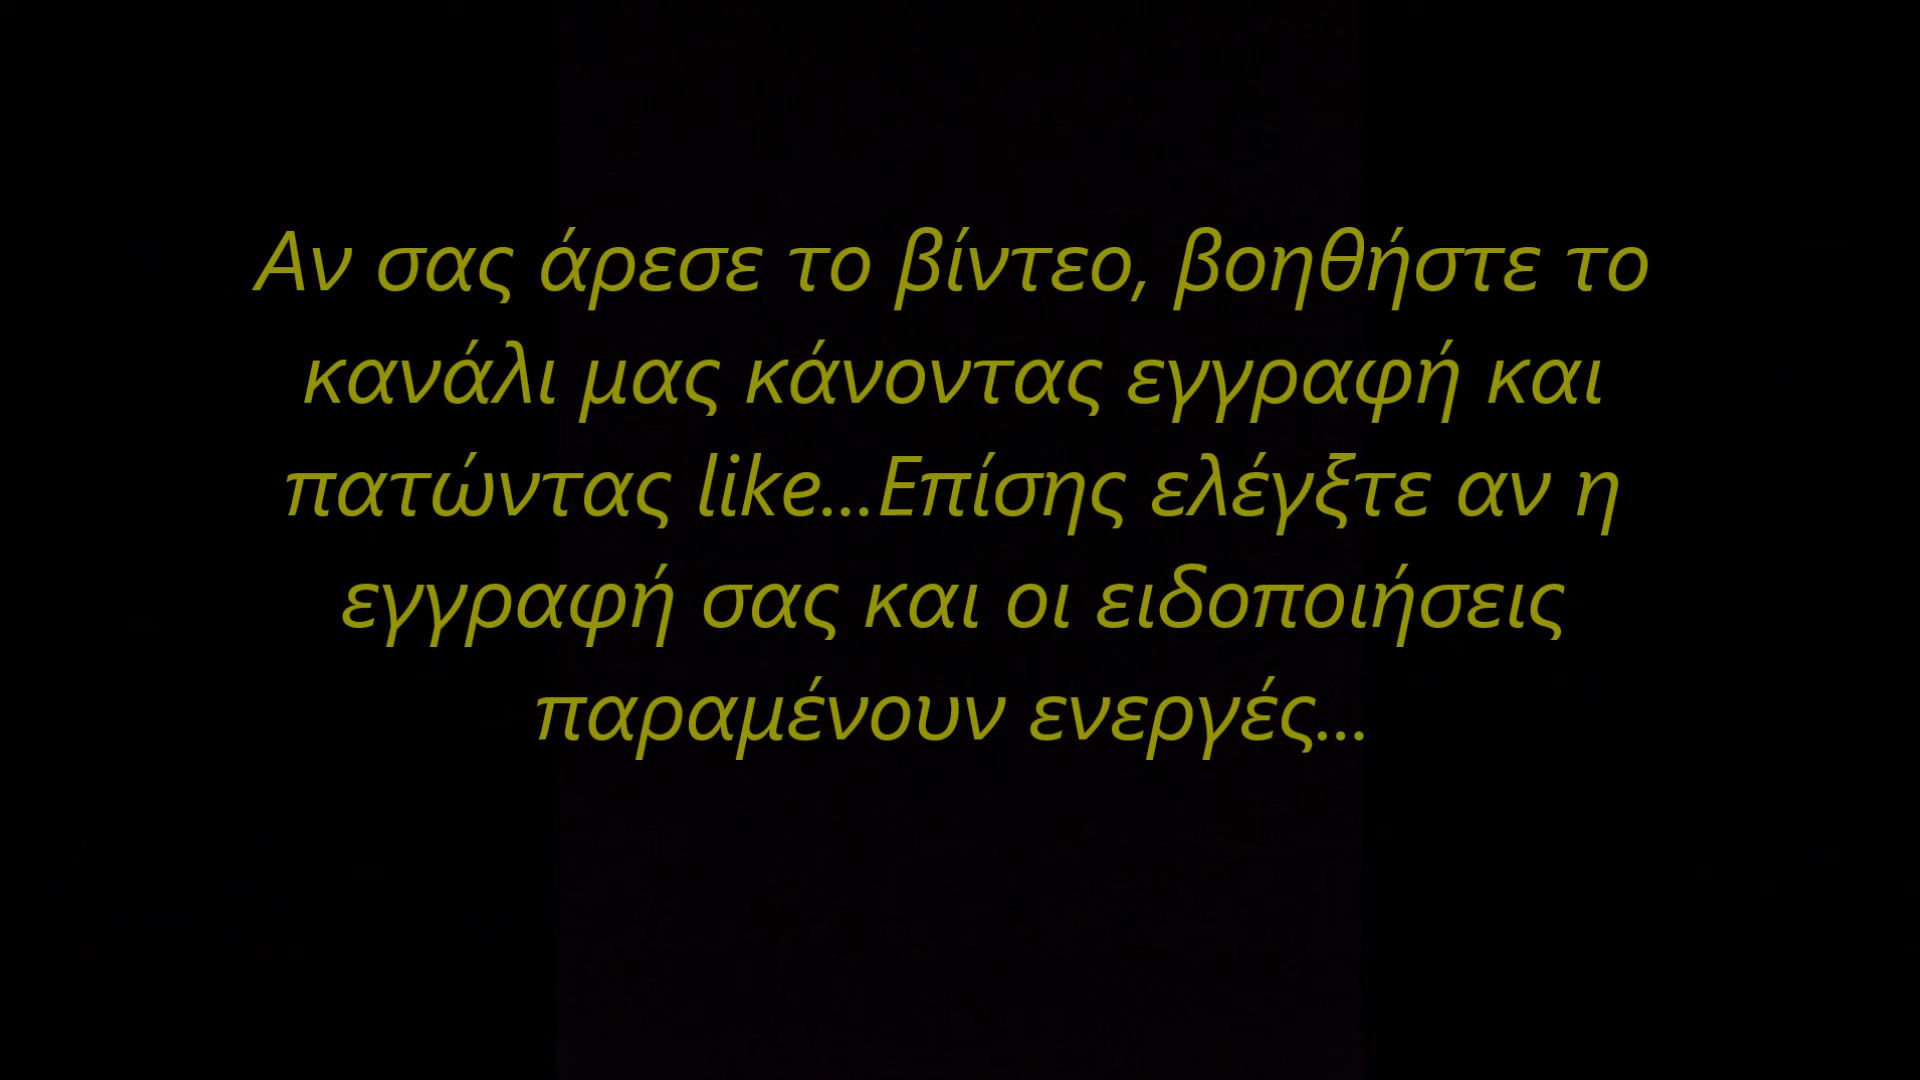 Αν σας άρεσε το βίντεο, βοηθήστε το
κανάλι μας κάνοντας εγγραφή και
πατώντας like...Επίσης ελέγξτε αν η
εγγραφή σας και οι ειδοποιήσεις
παραμένουν ενεργές...